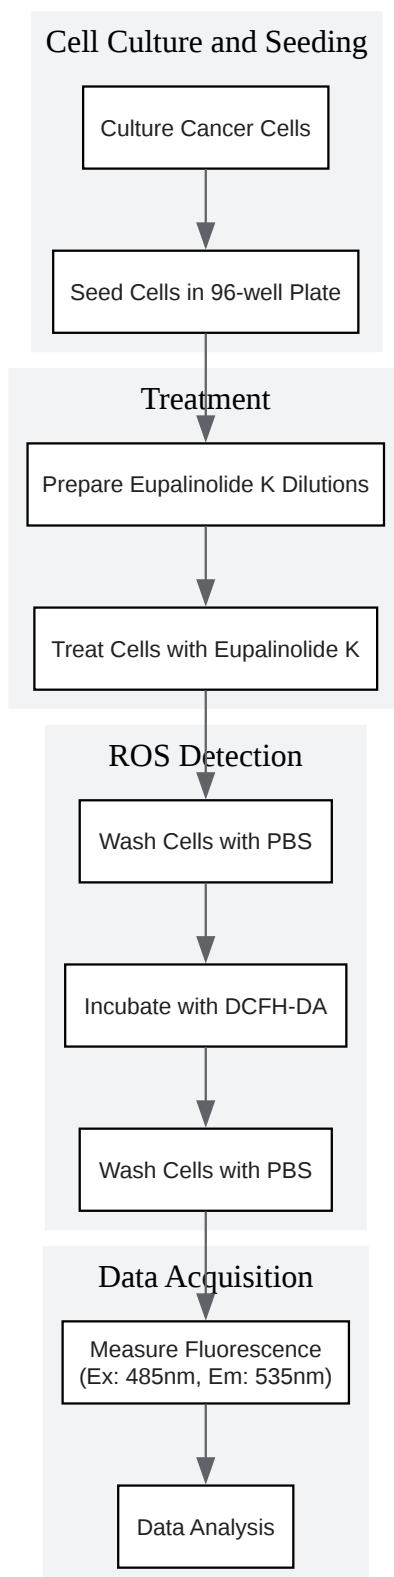 Cell Culture and Seeding
Culture Cancer Cells
Seed Cells in 96-well Plate
Treatment
Prepare Eupalinolide K Dilutions
Treat Cells with Eupalinolide K
ROS Detection
Wash Cells with PBS
Incubate with DCFH-DA
Wash Cells with PBS
Data Acquisition
Measure Fluorescence
(Ex: 485nm, Em: 535nm)
Data Analysis